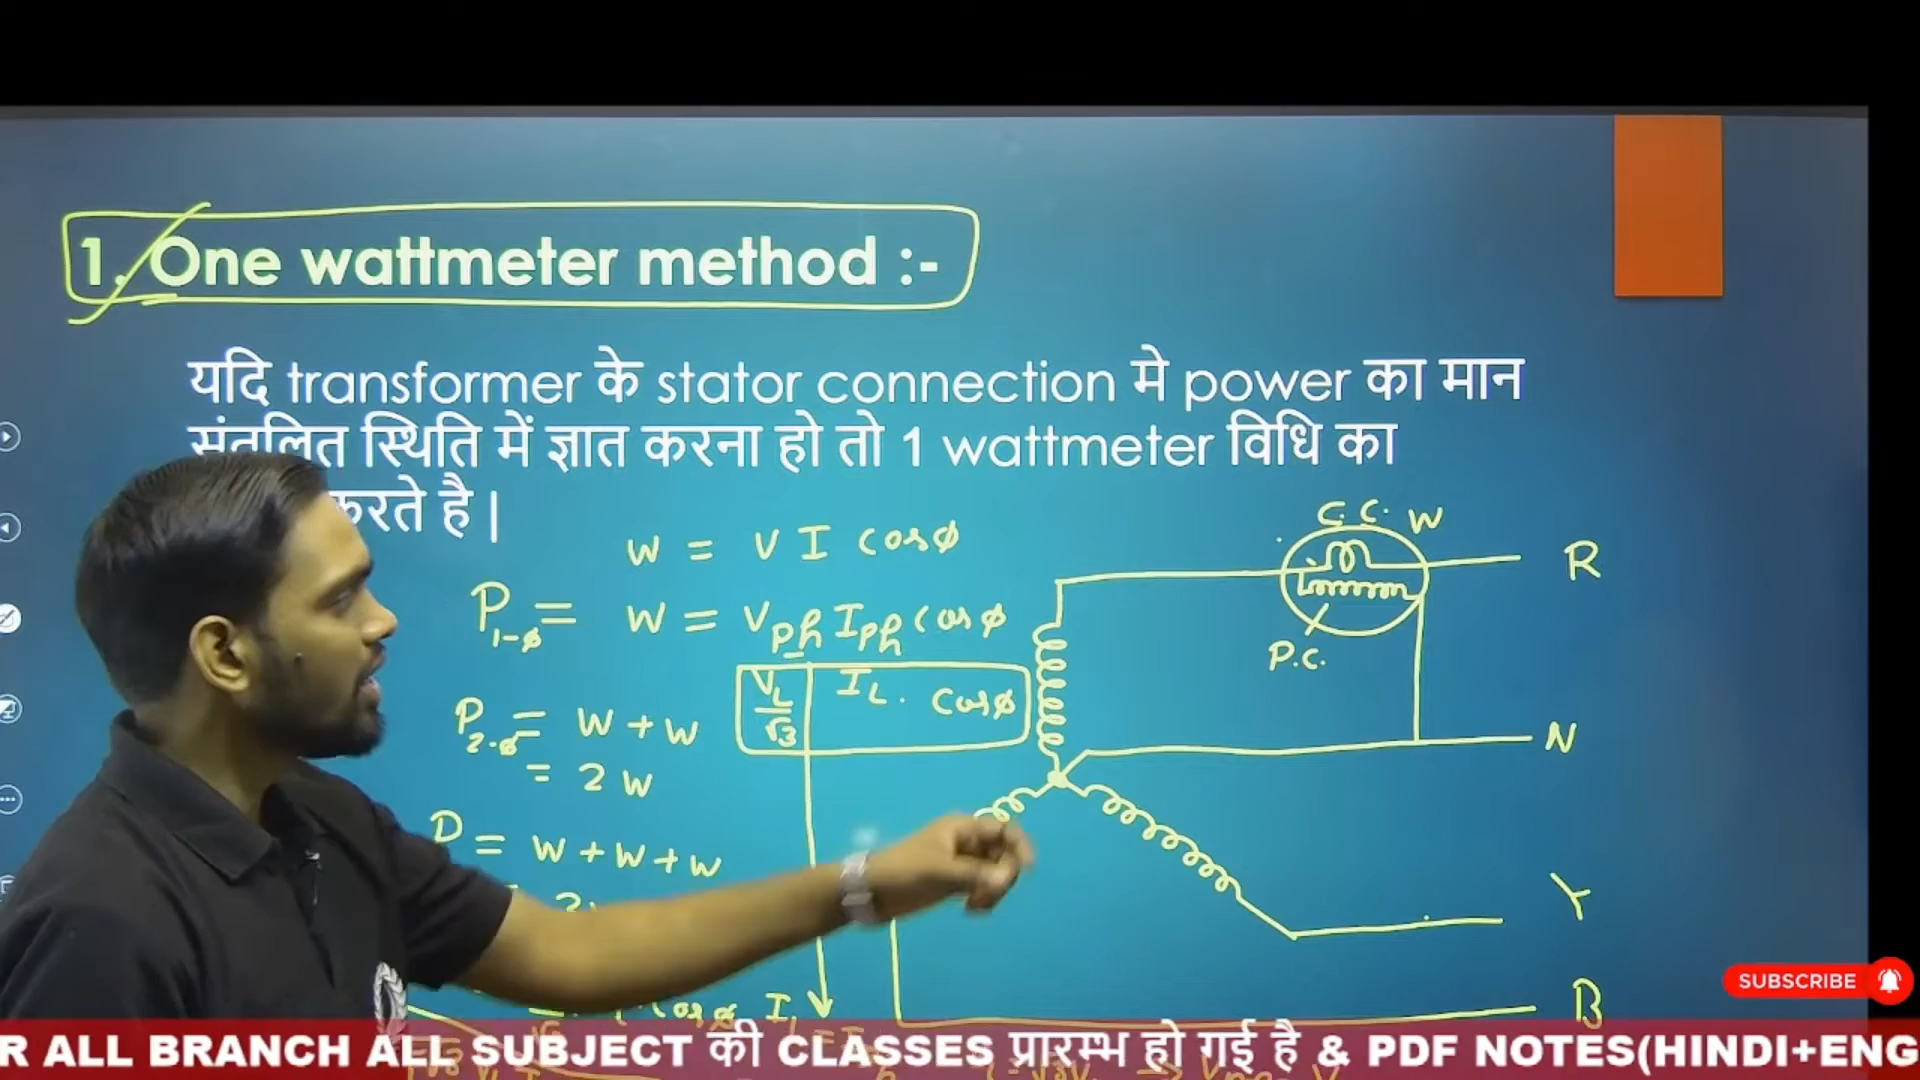 1. One wattmeter method :-
यदि transformer के stator connection मे power का मान
संतुलित स्थिति में ज्ञात करना हो तो 1 wattmeter विधि का
करते है |
W = V I cosφ
P1-φ = W = Vph Iph cosφ
VL/√3 IL. cosφ
P2-φ = W + W
= 2 W
P = W + W + W
C.C. W
R
P.C.
N
Y
B
cosφ
SUBSCRIBE
R ALL BRANCH ALL SUBJECT की CLASSES प्रारम्भ हो गई है & PDF NOTES(HINDI+ENG